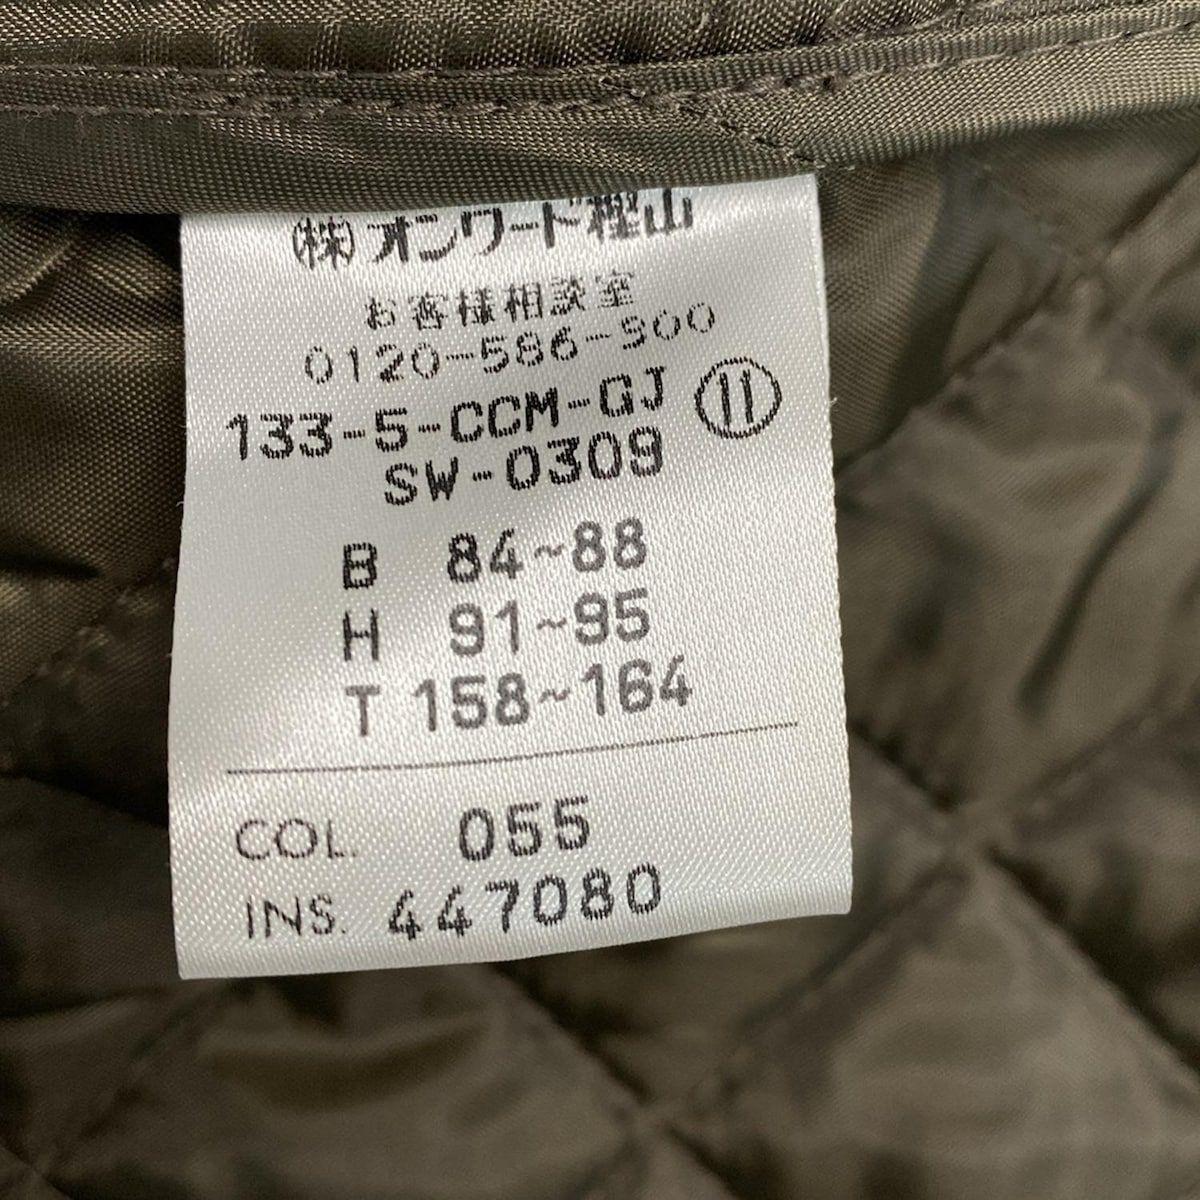 (株)オンワード樫山
お客様相談室
0120-586-300
133-5-CCM-GJ 11
SW-0309
B 84~88
H 91~95
T 158~164
COL. 055
INS. 447080